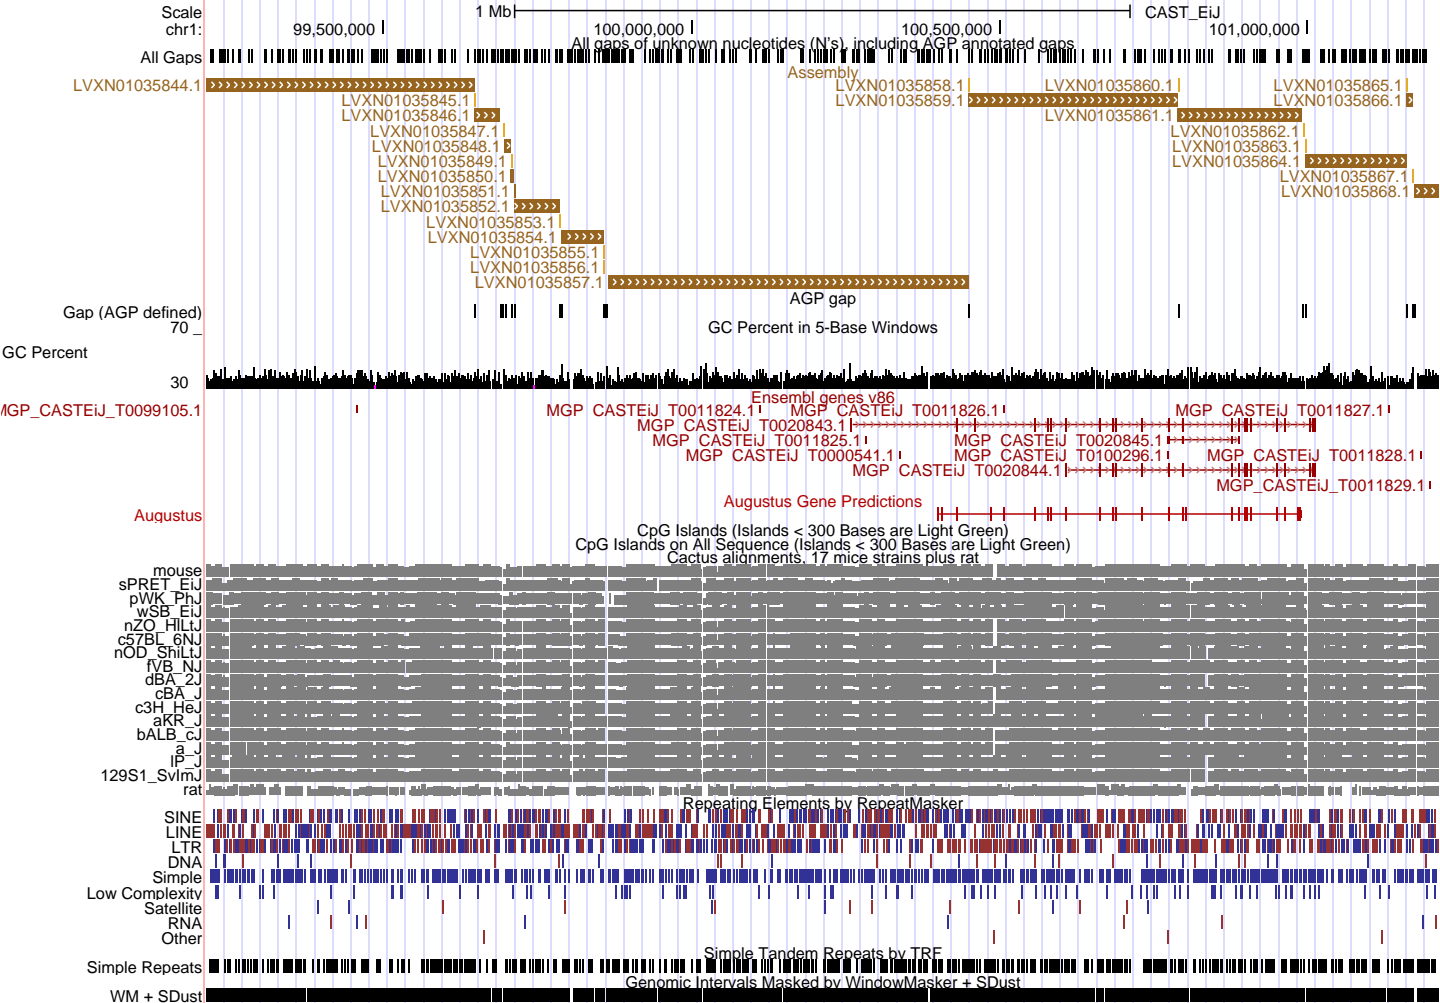 Scale 1 Mb CAST_EiJ
chr1: 99,500,000 100,000,000 100,500,000 101,000,000
All gaps of unknown nucleotides (N's), including AGP annotated gaps
All Gaps
Assembly
LVXN01035844.1 LVXN01035858.1 LVXN01035860.1 LVXN01035865.1
LVXN01035845.1 LVXN01035859.1 LVXN01035866.1
LVXN01035846.1 LVXN01035861.1
LVXN01035847.1 LVXN01035862.1
LVXN01035848.1 LVXN01035863.1
LVXN01035849.1 LVXN01035864.1
LVXN01035850.1 LVXN01035867.1
LVXN01035851.1 LVXN01035868.1
LVXN01035852.1
LVXN01035853.1
LVXN01035854.1
LVXN01035855.1
LVXN01035856.1
LVXN01035857.1
AGP gap
Gap (AGP defined)
70 _ GC Percent in 5-Base Windows
GC Percent
30
Ensembl genes v86
MGP_CASTEiJ_T0099105.1 MGP_CASTEiJ_T0011824.1 MGP_CASTEiJ_T0011826.1 MGP_CASTEiJ_T0011827.1
MGP_CASTEiJ_T0020843.1
MGP_CASTEiJ_T0011825.1 MGP_CASTEiJ_T0020845.1
MGP_CASTEiJ_T0000541.1 MGP_CASTEiJ_T0100296.1 MGP_CASTEiJ_T0011828.1
MGP_CASTEiJ_T0020844.1
MGP_CASTEiJ_T0011829.1
Augustus Gene Predictions
Augustus
CpG Islands (Islands < 300 Bases are Light Green)
CpG Islands on All Sequence (Islands < 300 Bases are Light Green)
Cactus alignments, 17 mice strains plus rat
mouse
sPRET_EiJ
pWK_PhJ
wSB_EiJ
nZO_HlLtJ
c57BL_6NJ
nOD_ShiLtJ
fVB_NJ
dBA_2J
cBA_J
c3H_HeJ
aKR_J
bALB_cJ
a_J
lP_J
129S1_SvImJ
rat
Repeating Elements by RepeatMasker
SINE
LINE
LTR
DNA
Simple
Low Complexity
Satellite
RNA
Other
Simple Tandem Repeats by TRF
Simple Repeats
Genomic Intervals Masked by WindowMasker + SDust
WM + SDust